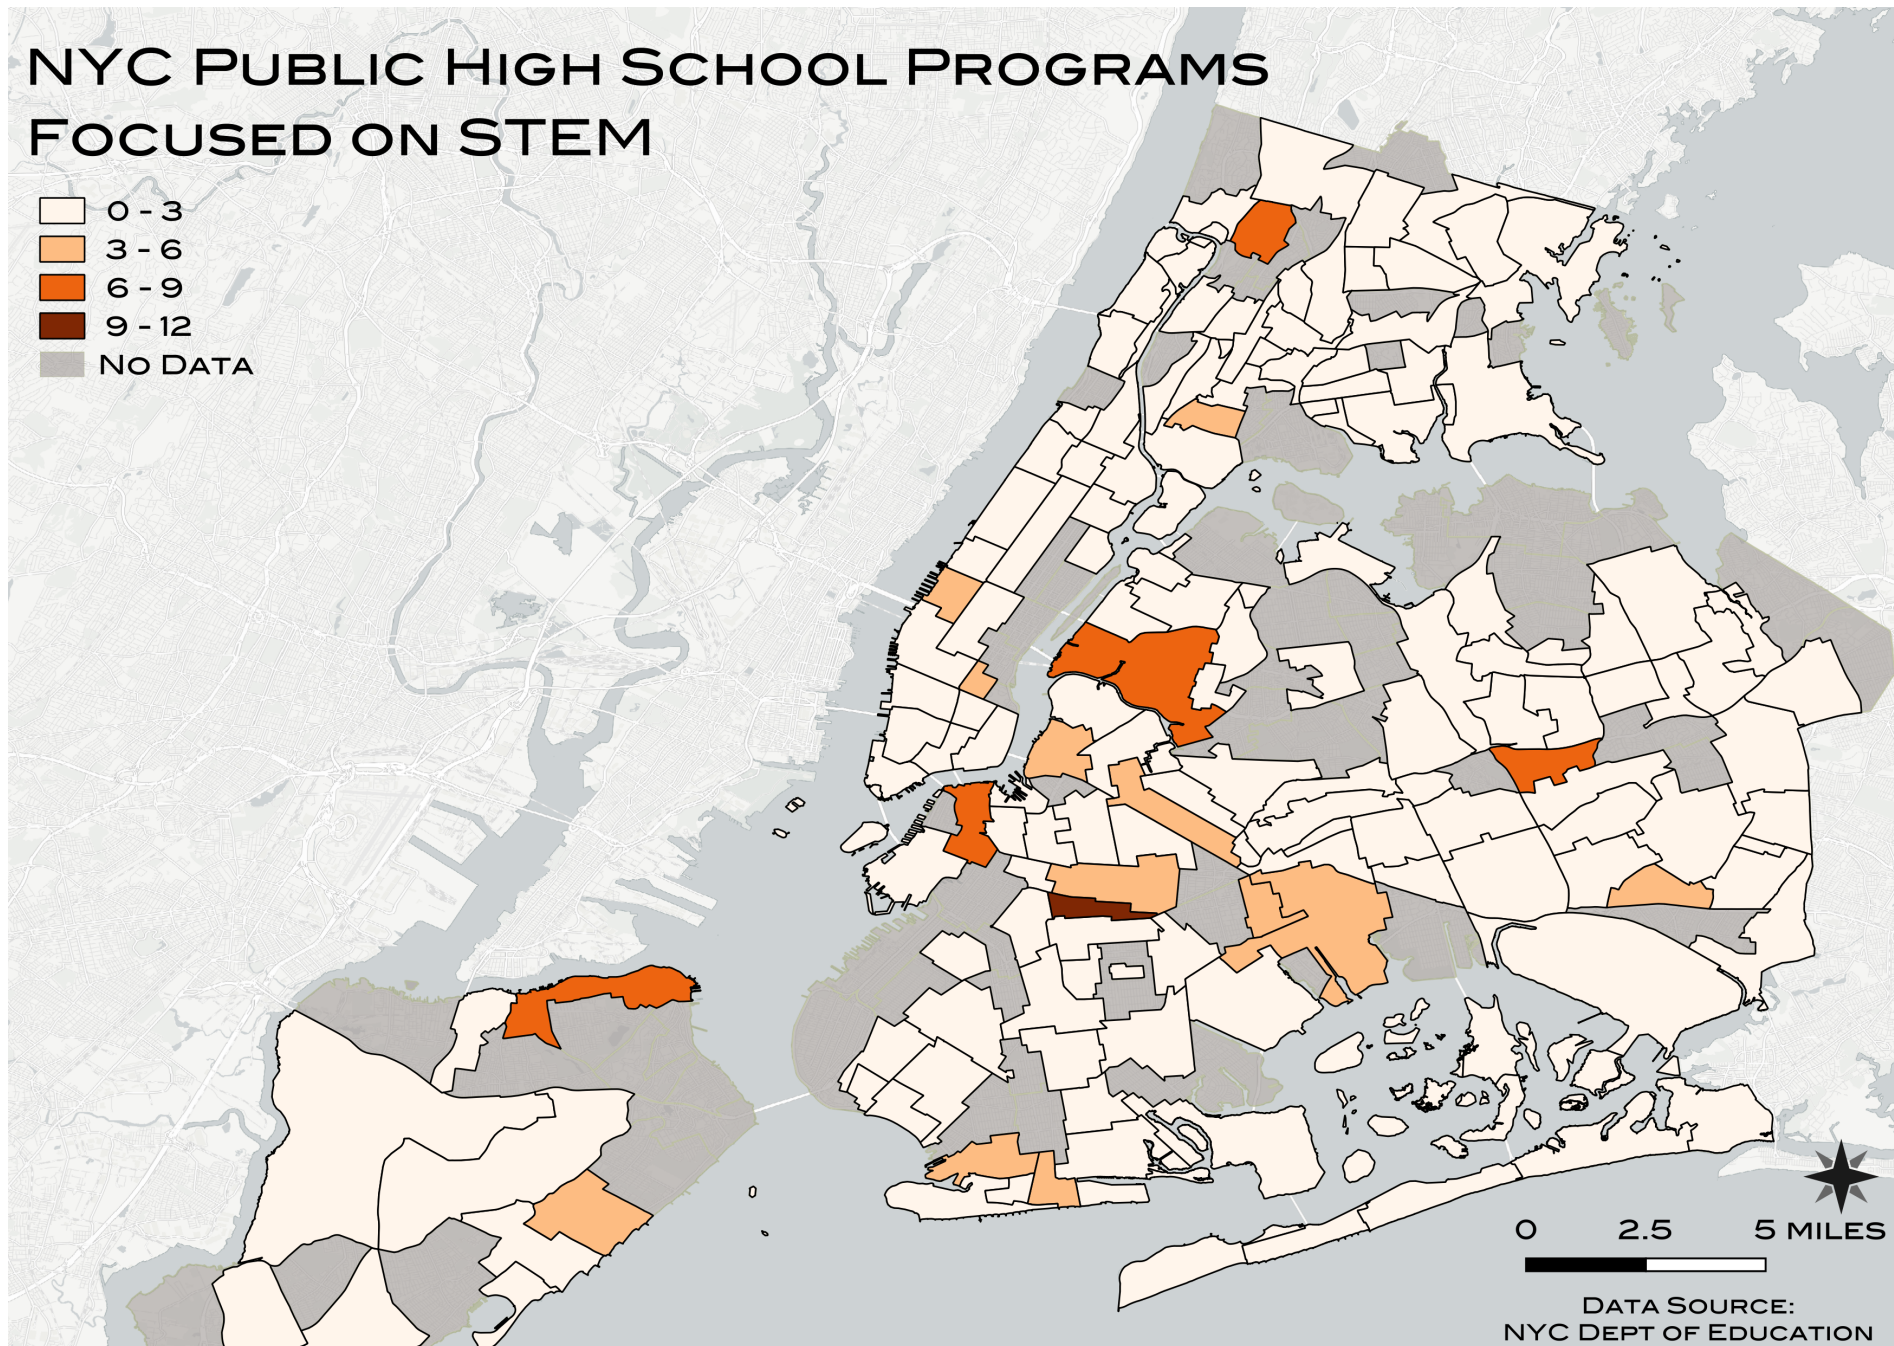 NYC Public High School Programs
Focused on STEM
0 - 3
3 - 6
6 - 9
9 - 12
No Data
0 2.5 5 miles
Data Source:
NYC Dept of Education